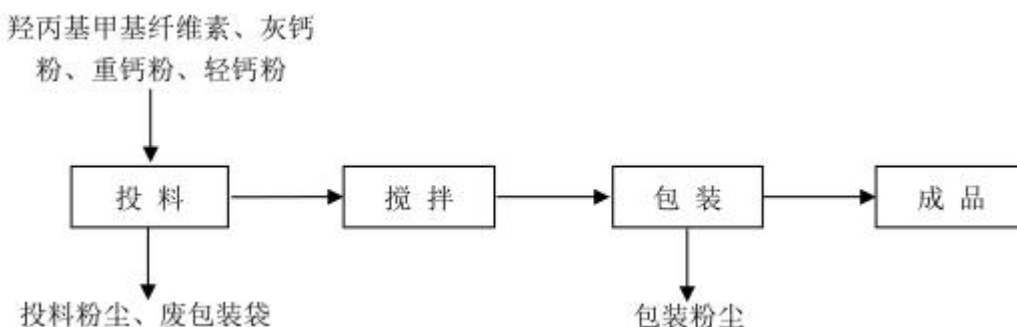 羟丙基甲基纤维素、灰钙
粉、重钙粉、轻钙粉
投 料
搅 拌
包 装
成 品
投料粉尘、废包装袋
包装粉尘